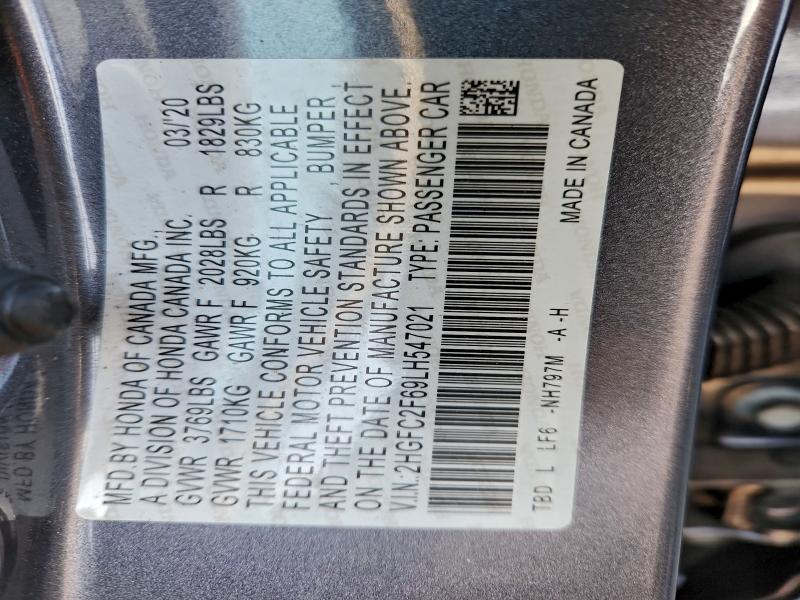 MFD.BY HONDA OF CANADA MFG., 03/'20
A DIVISION OF HONDA CANADA INC.
GVWR 3769LBS GAWR F 2028LBS R 1829LBS
GVWR 1710KG GAWR F 920KG R 830KG
THIS VEHICLE CONFORMS TO ALL APPLICABLE
FEDERAL MOTOR VEHICLE SAFETY , BUMPER ,
AND THEFT PREVENTION STANDARDS IN EFFECT
ON THE DATE OF MANUFACTURE SHOWN ABOVE.
V.I.N.:2HGFC2F69LH547021 TYPE: PASSENGER CAR
TBD L LF6 -NH797M -A -H MADE IN CANADA